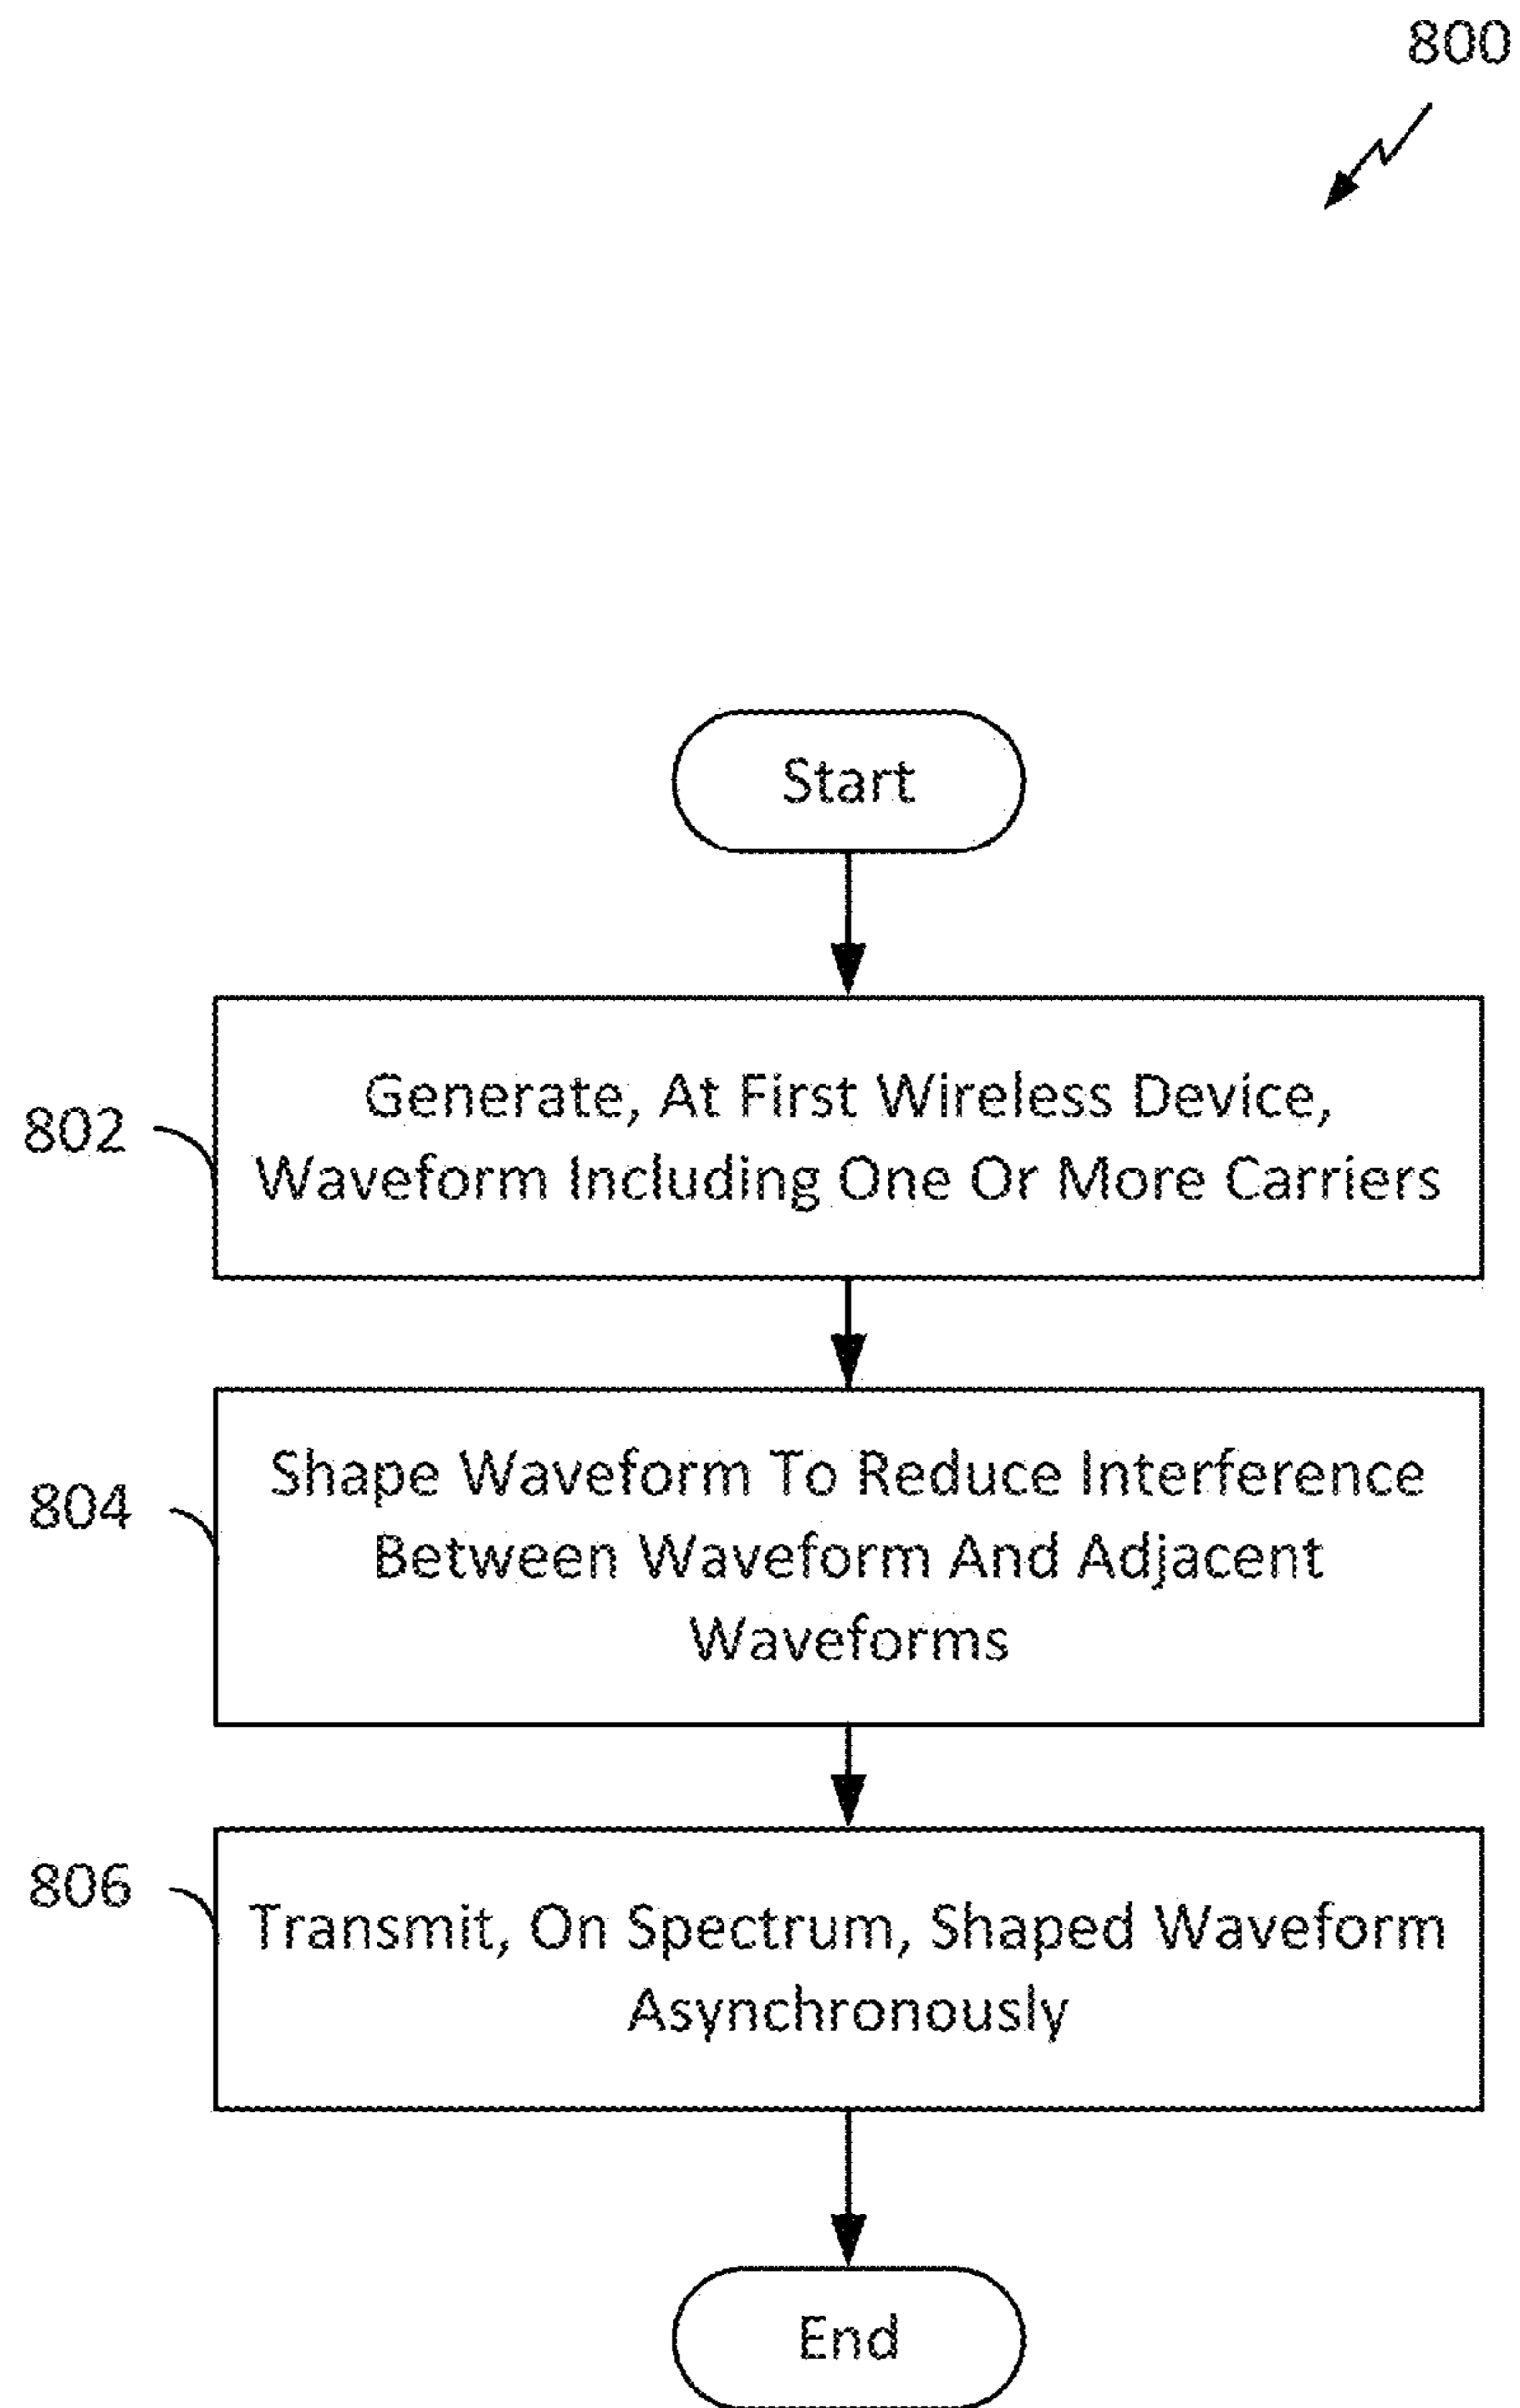 800
Start
802
Generate, At First Wireless Device,
Waveform Including One Or More Carriers
804
Shape Waveform To Reduce Interference
Between Waveform And Adjacent
Waveforms
806
Transmit, On Spectrum, Shaped Waveform
Asynchronously
End